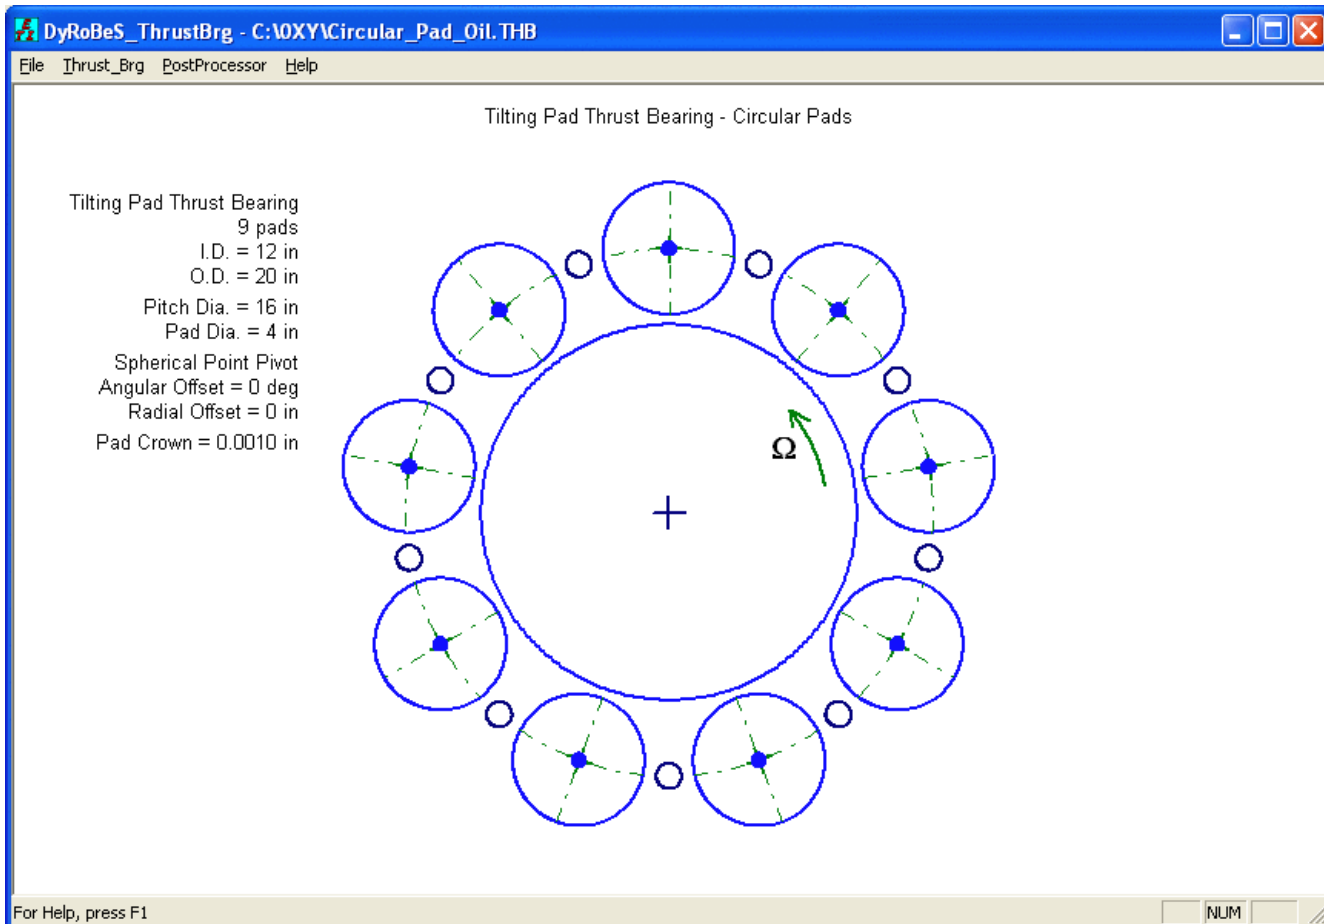 DyRoBeS_ThrustBrg - C:\0XY\Circular_Pad_Oil.THB
File Thrust_Brg PostProcessor Help
Tilting Pad Thrust Bearing - Circular Pads
Tilting Pad Thrust Bearing
9 pads
I.D. = 12 in
O.D. = 20 in
Pitch Dia. = 16 in
Pad Dia. = 4 in
Spherical Point Pivot
Angular Offset = 0 deg
Radial Offset = 0 in
Pad Crown = 0.0010 in
Ω
For Help, press F1
NUM